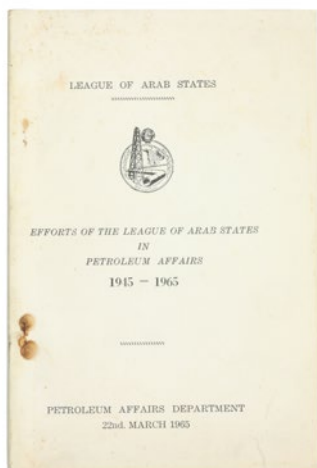 LEAGUE OF ARAB STATES
EFFORTS OF THE LEAGUE OF ARAB STATES
IN
PETROLEUM AFFAIRS
1945 - 1965
PETROLEUM AFFAIRS DEPARTMENT
22nd. MARCH 1965